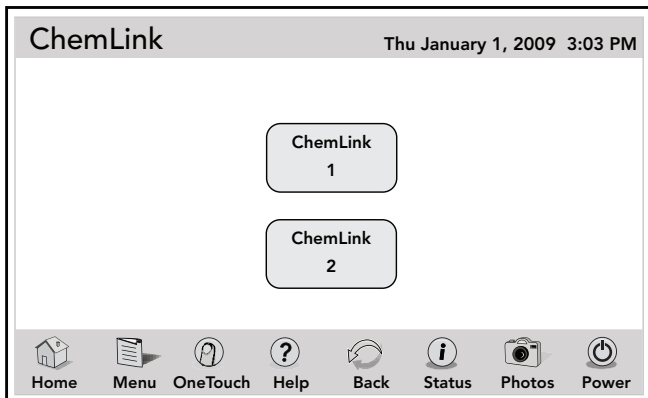 ChemLink Thu January 1, 2009 3:03 PM
ChemLink
1
ChemLink
2
? i
Home Menu OneTouch Help Back Status Photos Power